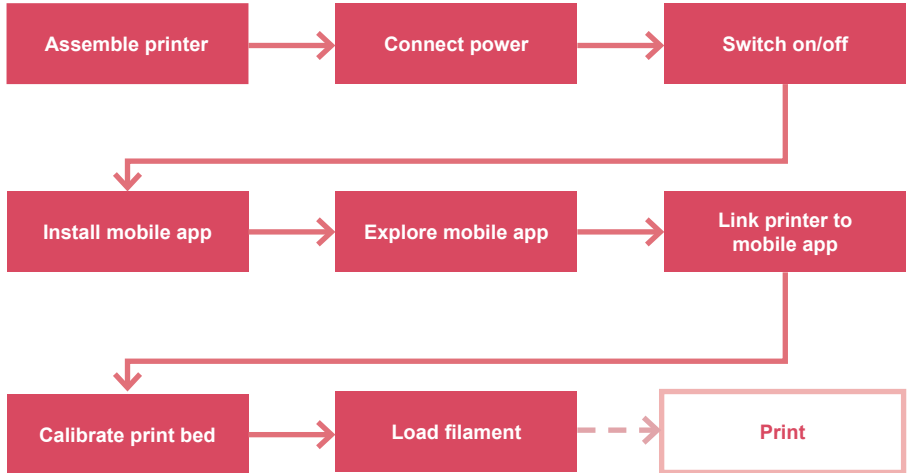 Assemble printer
Connect power
Switch on/off
Install mobile app
Explore mobile app
Link printer to
mobile app
Calibrate print bed
Load filament
Print